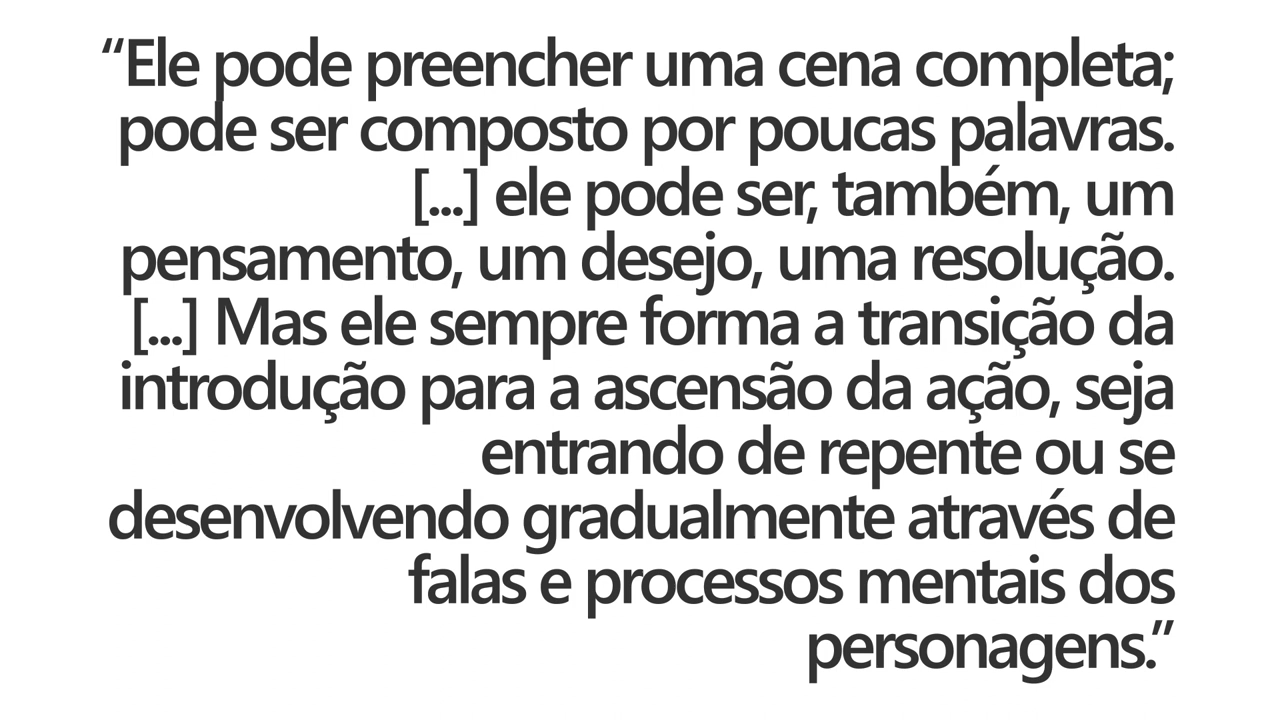 “Ele pode preencher uma cena completa;
pode ser composto por poucas palavras.
[...] ele pode ser, também, um
pensamento, um desejo, uma resolução.
[...] Mas ele sempre forma a transição da
introdução para a ascensão da ação, seja
entrando de repente ou se
desenvolvendo gradualmente através de
falas e processos mentais dos
personagens.”